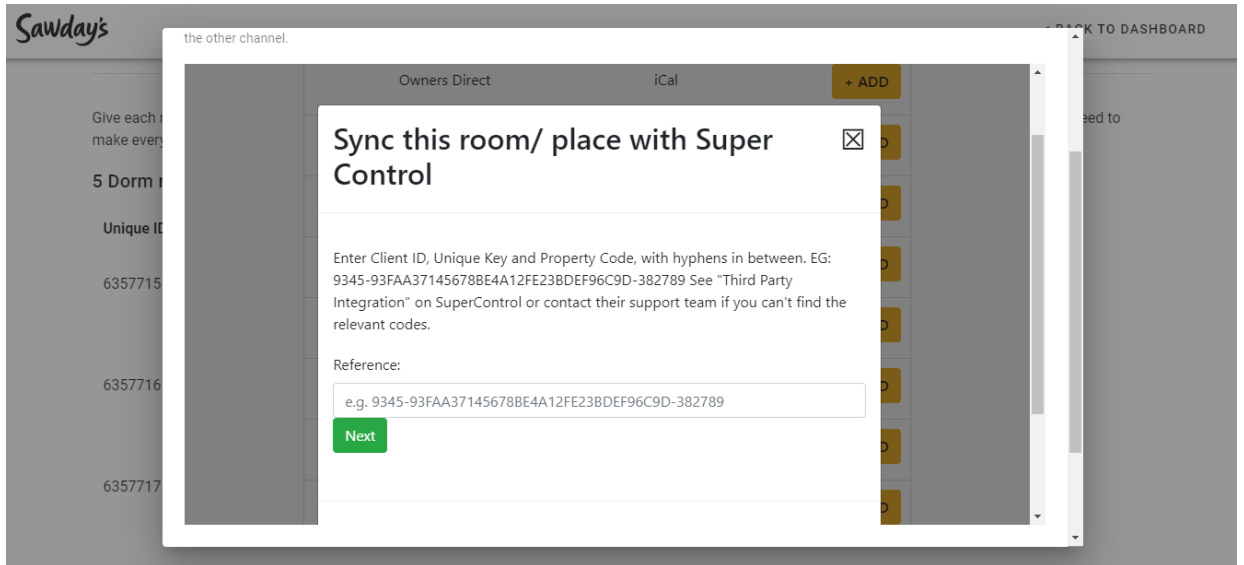 Sawday's
BACK TO DASHBOARD
the other channel.
Owners Direct iCal + ADD
Give each
make every
eed to
5 Dorm
Unique ID
6357715
6357716
6357717
Sync this room/ place with Super
Control
Enter Client ID, Unique Key and Property Code, with hyphens in between. EG:
9345-93FAA37145678BE4A12FE23BDEF96C9D-382789 See "Third Party
Integration" on SuperControl or contact their support team if you can't find the
relevant codes.
Reference:
e.g. 9345-93FAA37145678BE4A12FE23BDEF96C9D-382789
Next